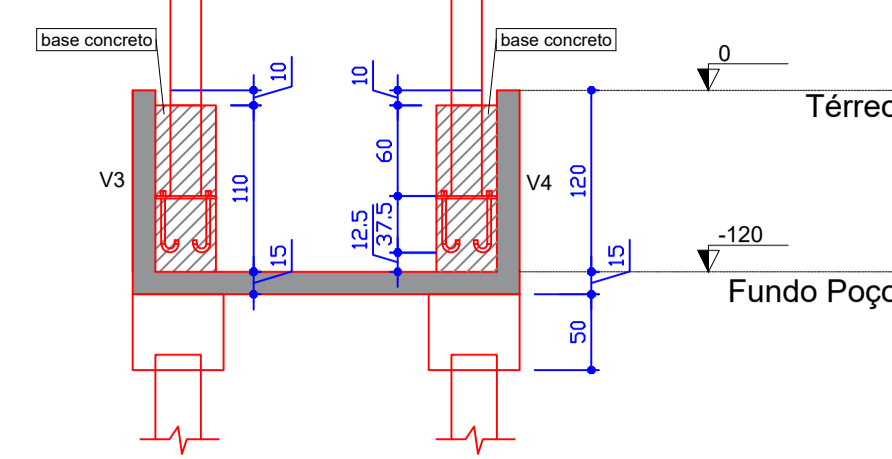 base concreto
base concreto
10
10
0
Térreo
60
V3
110
V4
120
12.5
37.5
-120
15
15
Fundo Poço
50